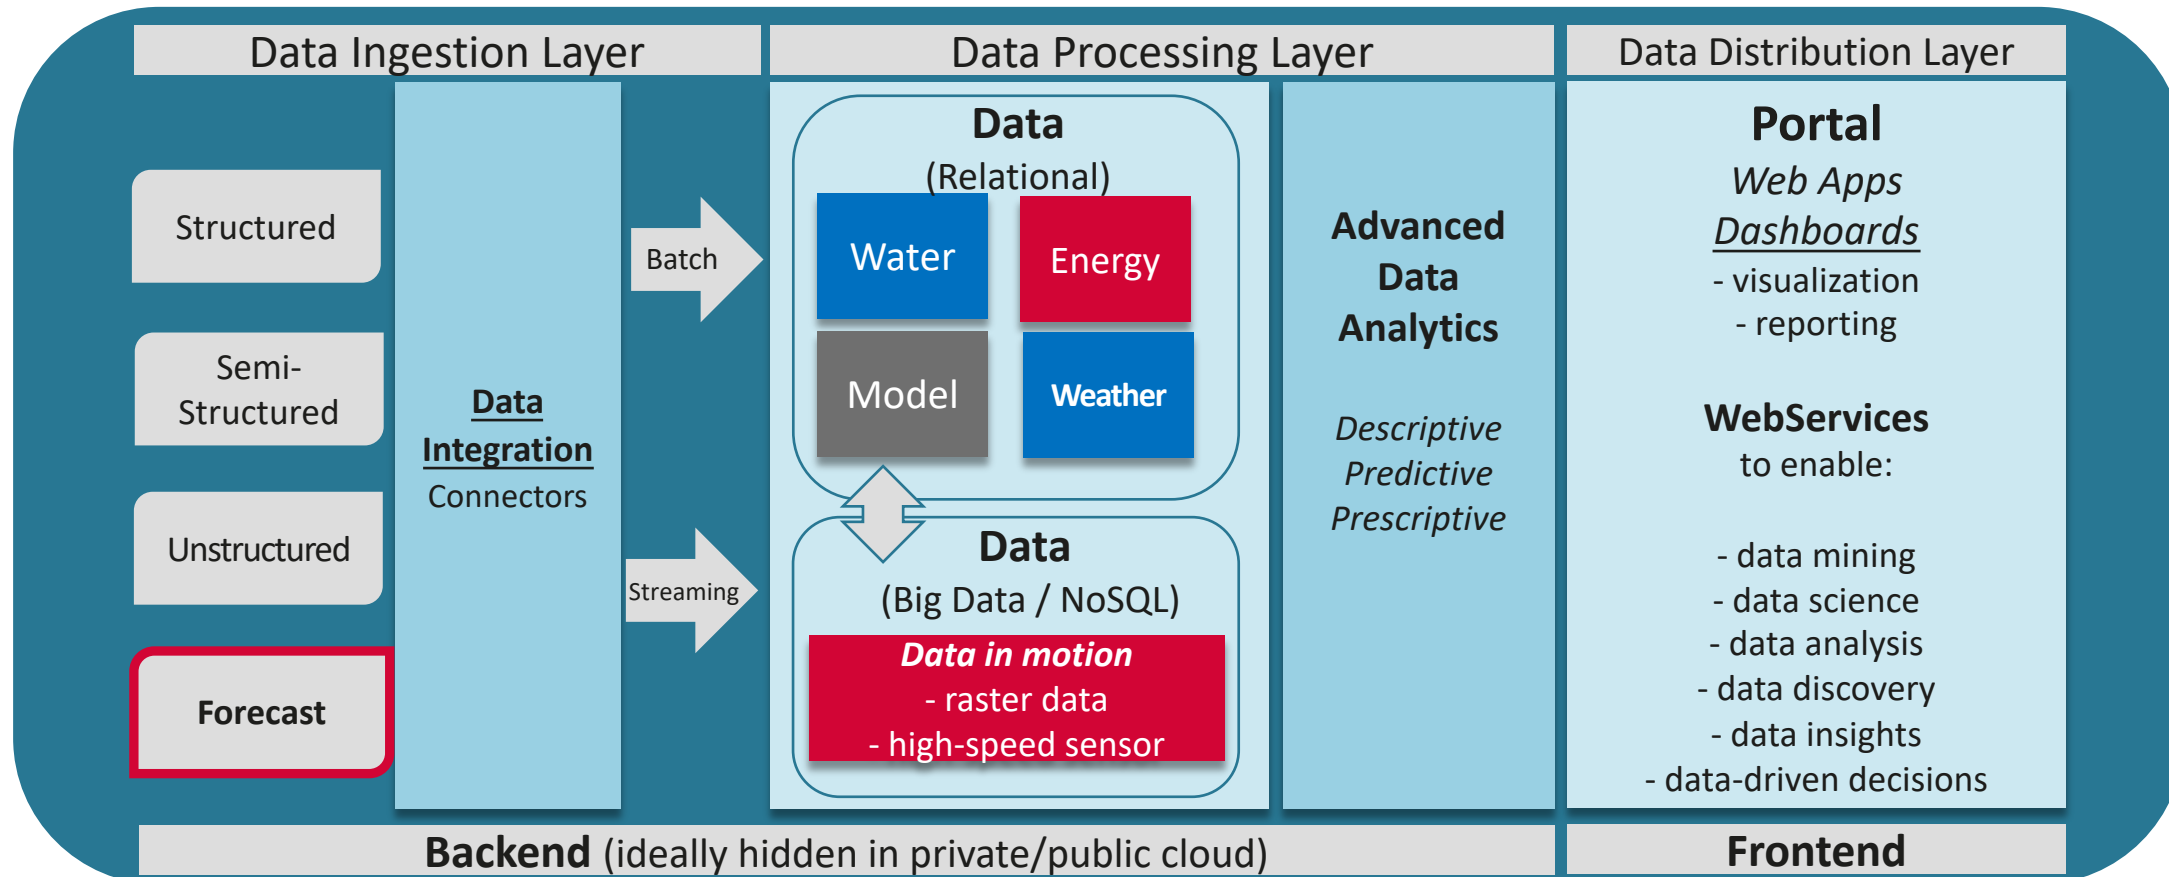 Data Ingestion Layer
Data Processing Layer
Data Distribution Layer
Structured
Semi-
Structured
Unstructured
Forecast
Data
Integration
Connectors
Batch
Streaming
Data
(Relational)
Water
Energy
Model
Weather
Data
(Big Data / NoSQL)
Data in motion
- raster data
- high-speed sensor
Advanced
Data
Analytics
Descriptive
Predictive
Prescriptive
Portal
Web Apps
Dashboards
- visualization
- reporting
WebServices
to enable:
- data mining
- data science
- data analysis
- data discovery
- data insights
- data-driven decisions
Backend (ideally hidden in private/public cloud)
Frontend